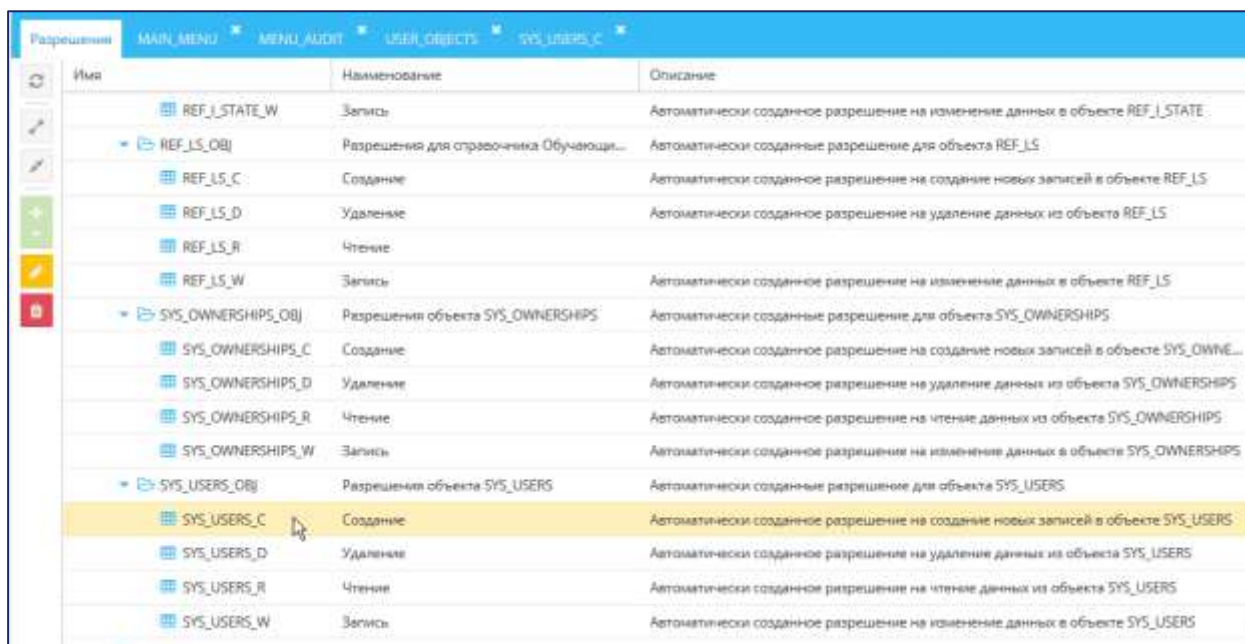 Разрешения MAIN_MENU MENU_AUDIT USER_OBJECTS SYS_USERS_C
Имя Наименование Описание
REF_I_STATE_W Запись Автоматически созданное разрешение на изменение данных в объекте REF_I_STATE
REF_LS_OBJ Разрешения для справочника Обучающи... Автоматически созданные разрешение для объекта REF_LS
REF_LS_C Создание Автоматически созданное разрешение на создание новых записей в объекте REF_LS
REF_LS_D Удаление Автоматически созданное разрешение на удаление данных из объекта REF_LS
REF_LS_R Чтение
REF_LS_W Запись Автоматически созданное разрешение на изменение данных в объекте REF_LS
SYS_OWNERSHIPS_OBJ Разрешения объекта SYS_OWNERSHIPS Автоматически созданные разрешение для объекта SYS_OWNERSHIPS
SYS_OWNERSHIPS_C Создание Автоматически созданное разрешение на создание новых записей в объекте SYS_OWNE...
SYS_OWNERSHIPS_D Удаление Автоматически созданное разрешение на удаление данных из объекта SYS_OWNERSHIPS
SYS_OWNERSHIPS_R Чтение Автоматически созданное разрешение на чтение данных из объекта SYS_OWNERSHIPS
SYS_OWNERSHIPS_W Запись Автоматически созданное разрешение на изменение данных в объекте SYS_OWNERSHIPS
SYS_USERS_OBJ Разрешения объекта SYS_USERS Автоматически созданные разрешение для объекта SYS_USERS
SYS_USERS_C Создание Автоматически созданное разрешение на создание новых записей в объекте SYS_USERS
SYS_USERS_D Удаление Автоматически созданное разрешение на удаление данных из объекта SYS_USERS
SYS_USERS_R Чтение Автоматически созданное разрешение на чтение данных из объекта SYS_USERS
SYS_USERS_W Запись Автоматически созданное разрешение на изменение данных в объекте SYS_USERS